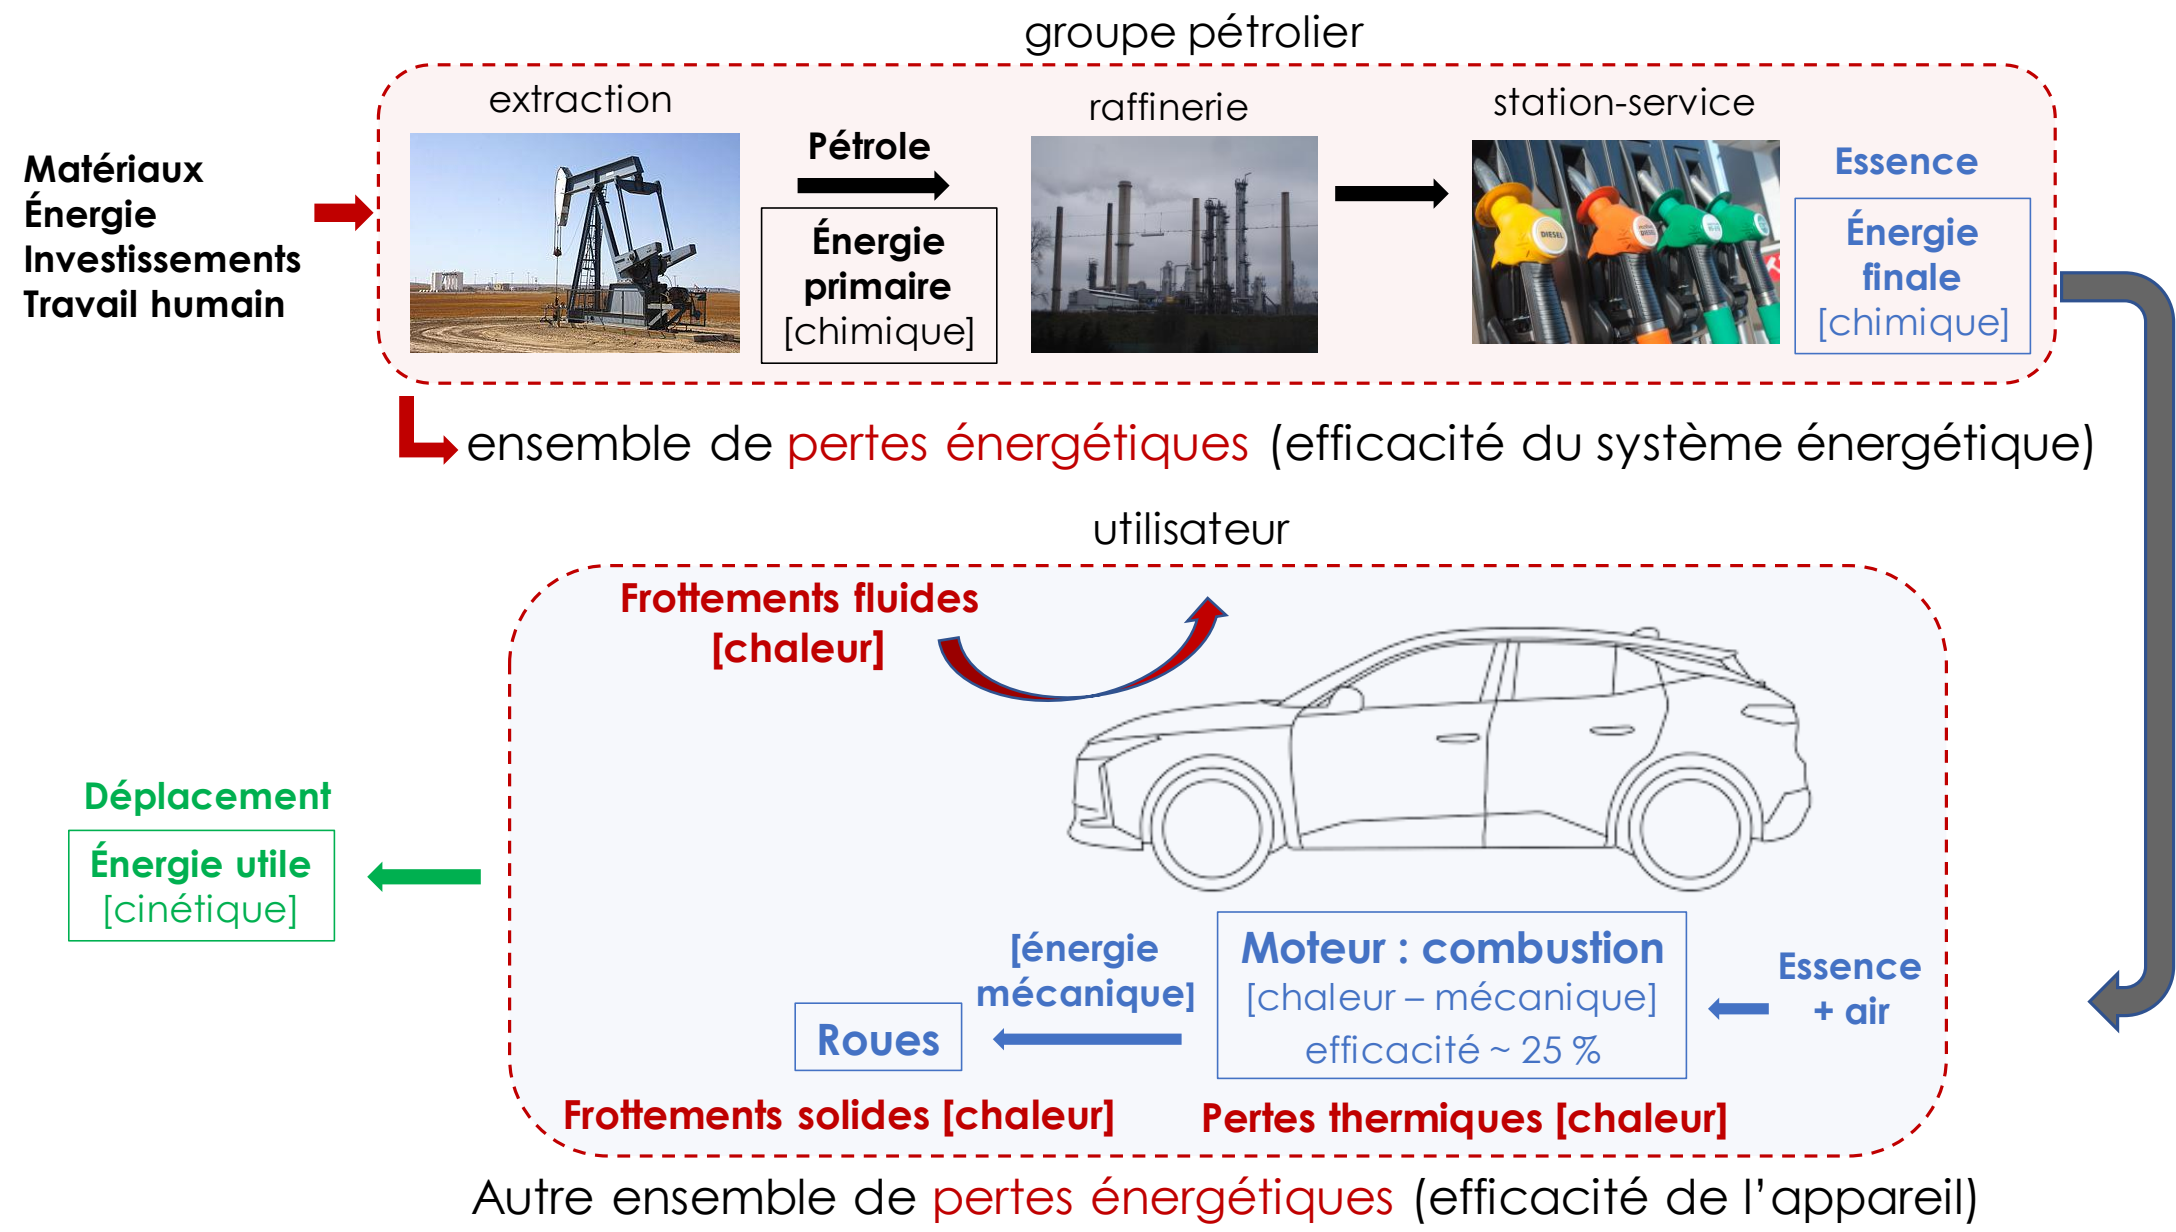 groupe pétrolier
extraction
raffinerie
station-service
Matériaux
Énergie
Investissements
Travail humain
Pétrole
Énergie
primaire
[chimique]
DIESEL
Essence
Énergie
finale
[chimique]
ensemble de pertes énergétiques (efficacité du système énergétique)
utilisateur
Frottements fluides
[chaleur]
Déplacement
Énergie utile
[cinétique]
[énergie
mécanique]
Roues
Moteur : combustion
[chaleur – mécanique]
efficacité ~ 25 %
Essence
+ air
Frottements solides [chaleur]
Pertes thermiques [chaleur]
Autre ensemble de pertes énergétiques (efficacité de l’appareil)